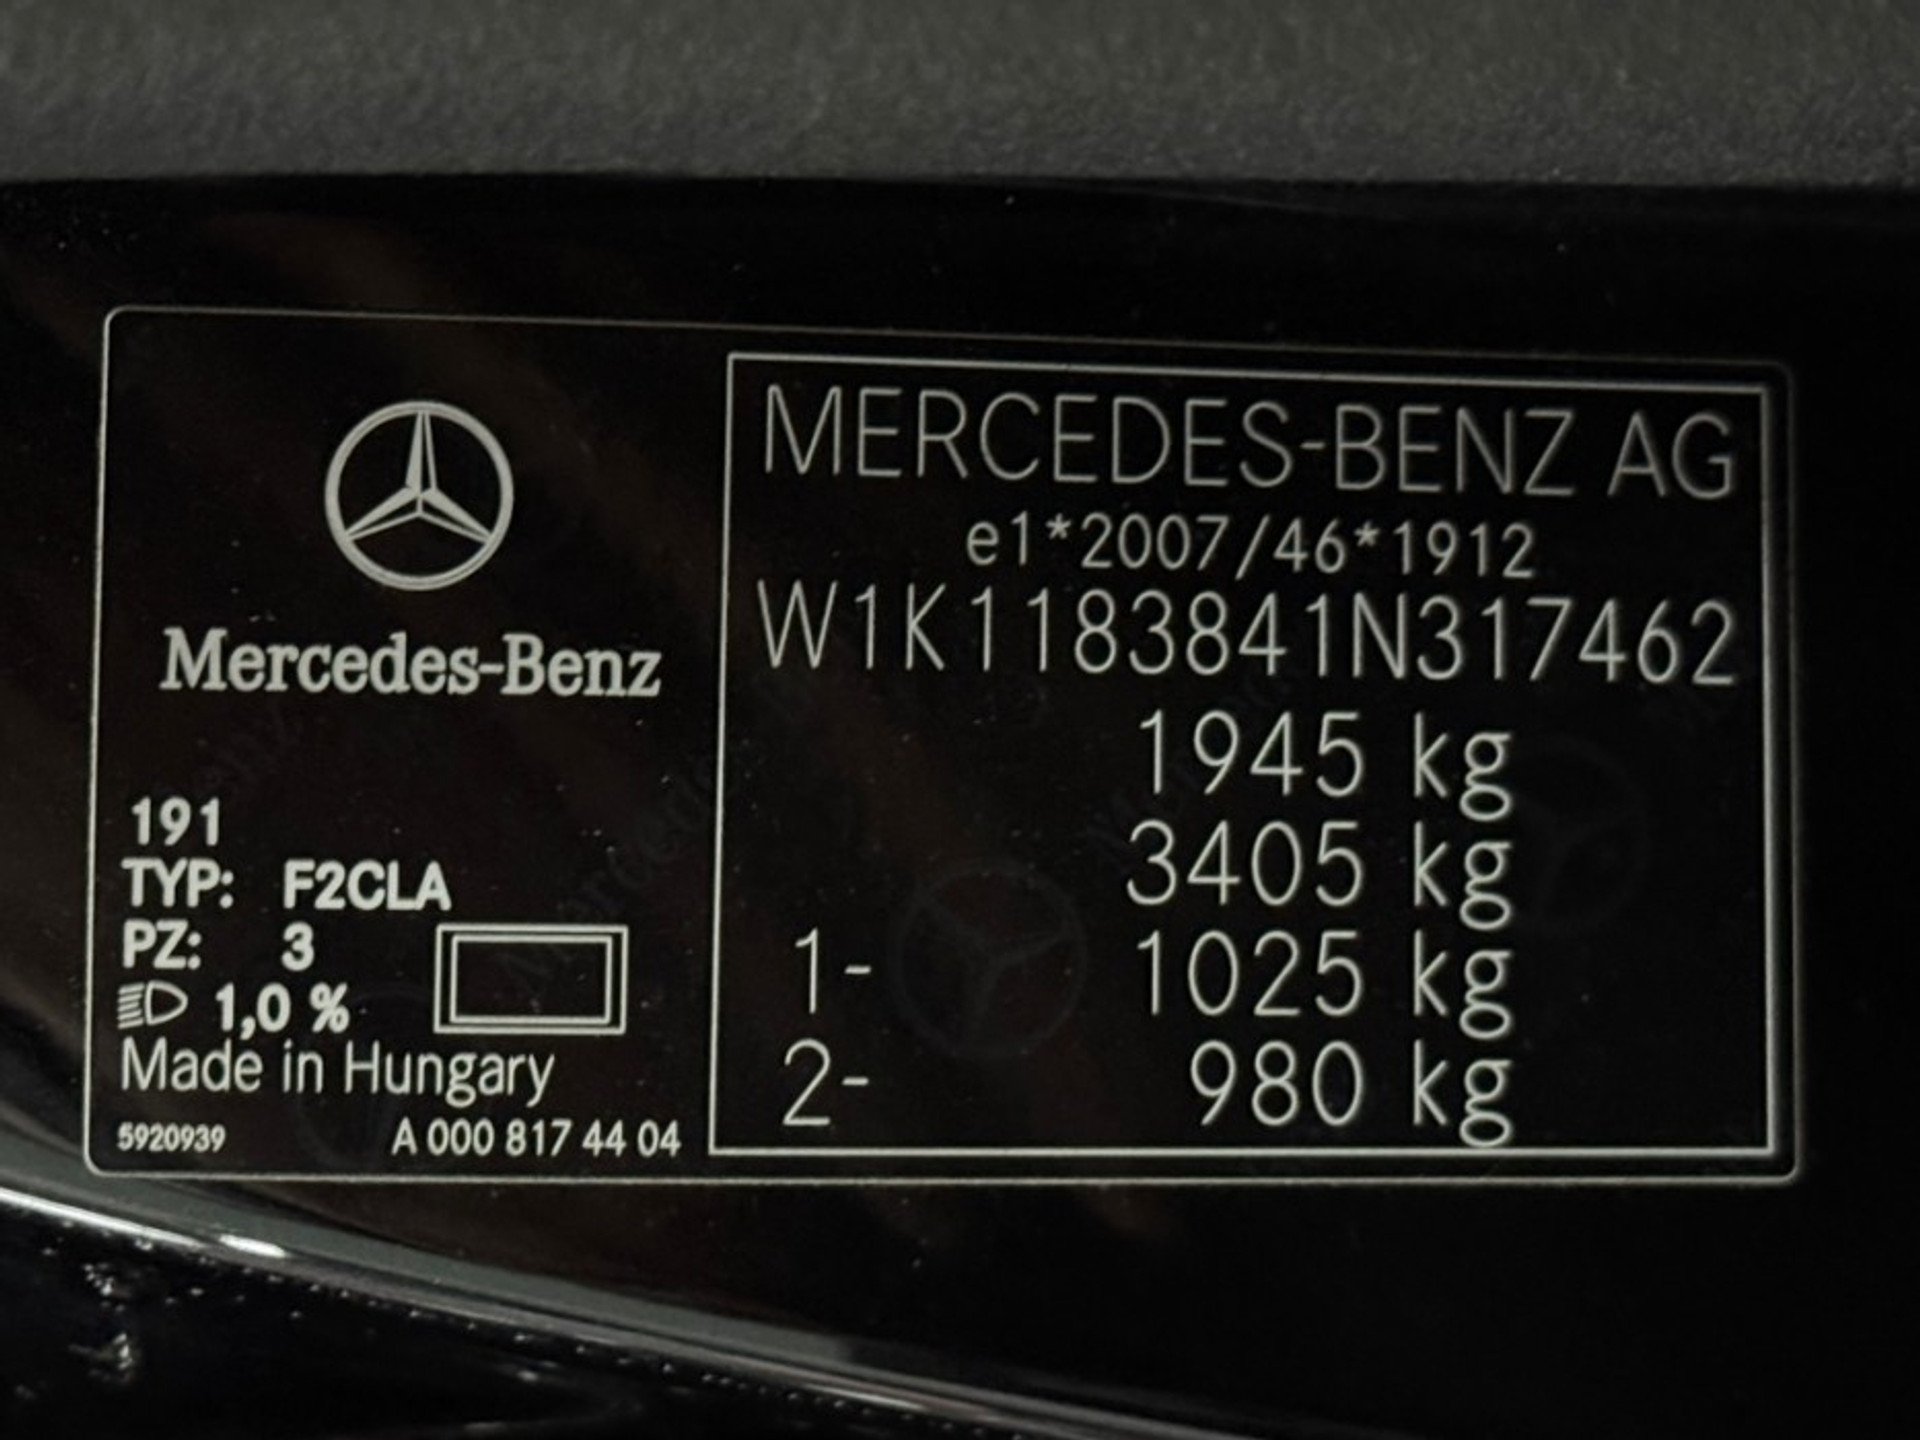 Mercedes-Benz
191
TYP: F2CLA
PZ: 3
1,0 %
Made in Hungary
5920939 A 000 817 44 04
MERCEDES-BENZ AG
e1*2007/46*1912
W1K1183841N317462
1945 kg
3405 kg
1- 1025 kg
2- 980 kg